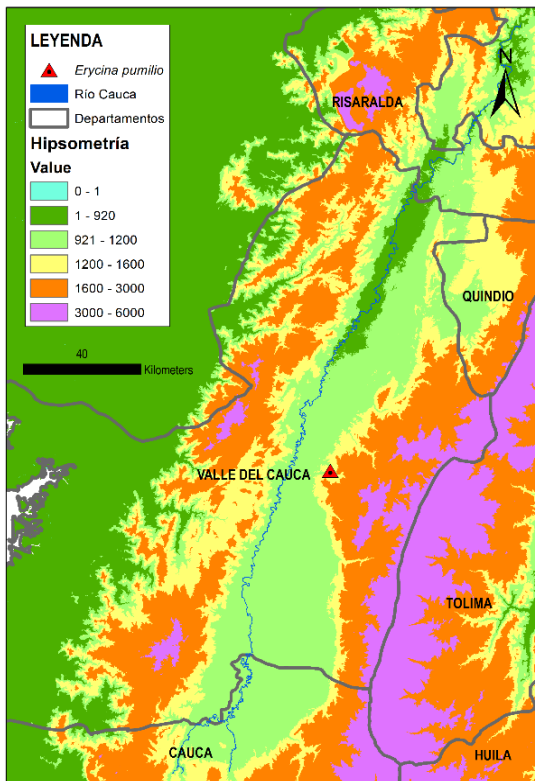 LEYENDA
Erycina pumilio
Río Cauca
Departamentos
Hipsometría
Value
0 - 1
1 - 920
921 - 1200
1200 - 1600
1600 - 3000
3000 - 6000
40
Kilometers
N
RISARALDA
QUINDIO
VALLE DEL CAUCA
TOLIMA
CAUCA
HUILA